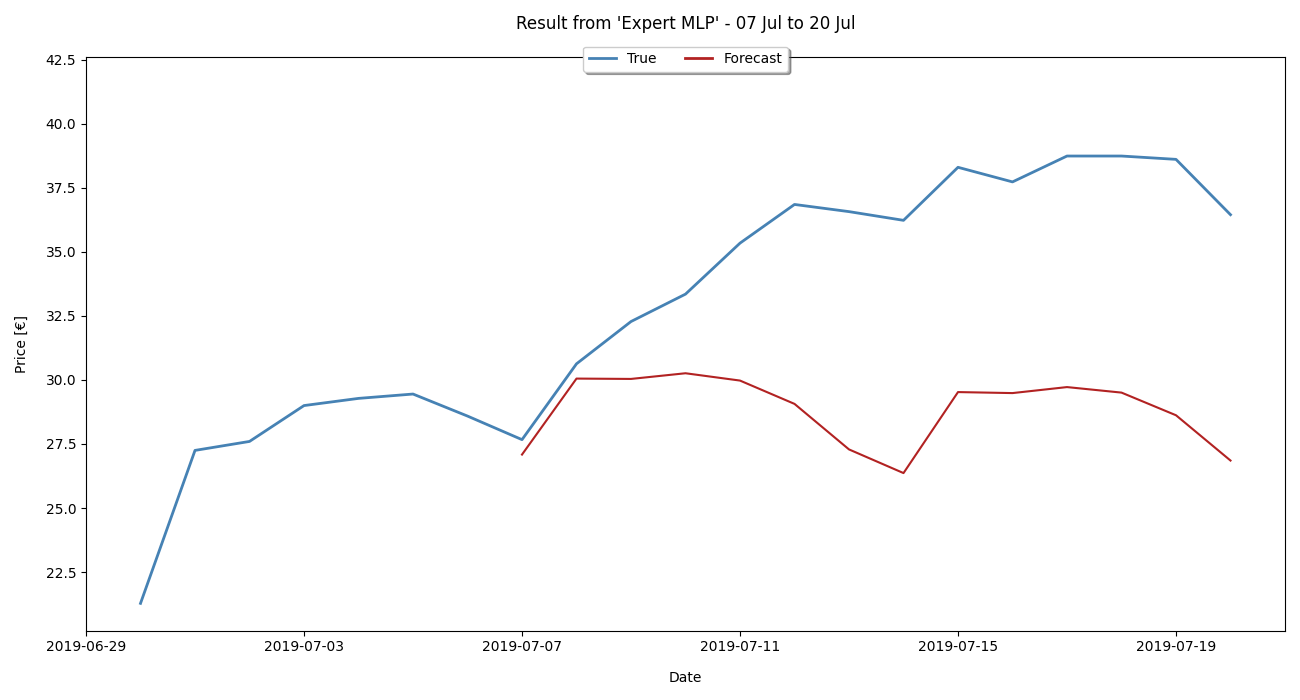 Result from 'Expert MLP' - 07 Jul to 20 Jul
True Forecast
42.5
40.0
37.5
35.0
32.5
30.0
27.5
25.0
22.5
Price [€]
2019-06-29 2019-07-03 2019-07-07 2019-07-11 2019-07-15 2019-07-19
Date